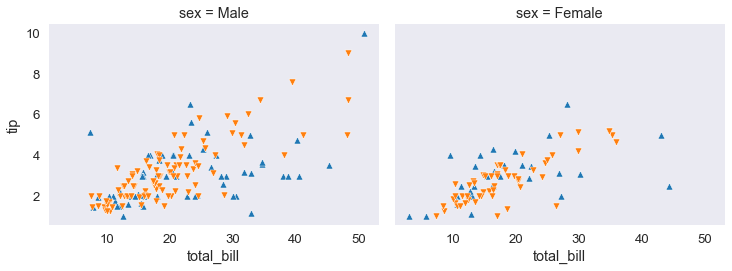 sex = Male
sex = Female
10
8
6
4
2
tip
10 20 30 40 50
10 20 30 40 50
total_bill
total_bill